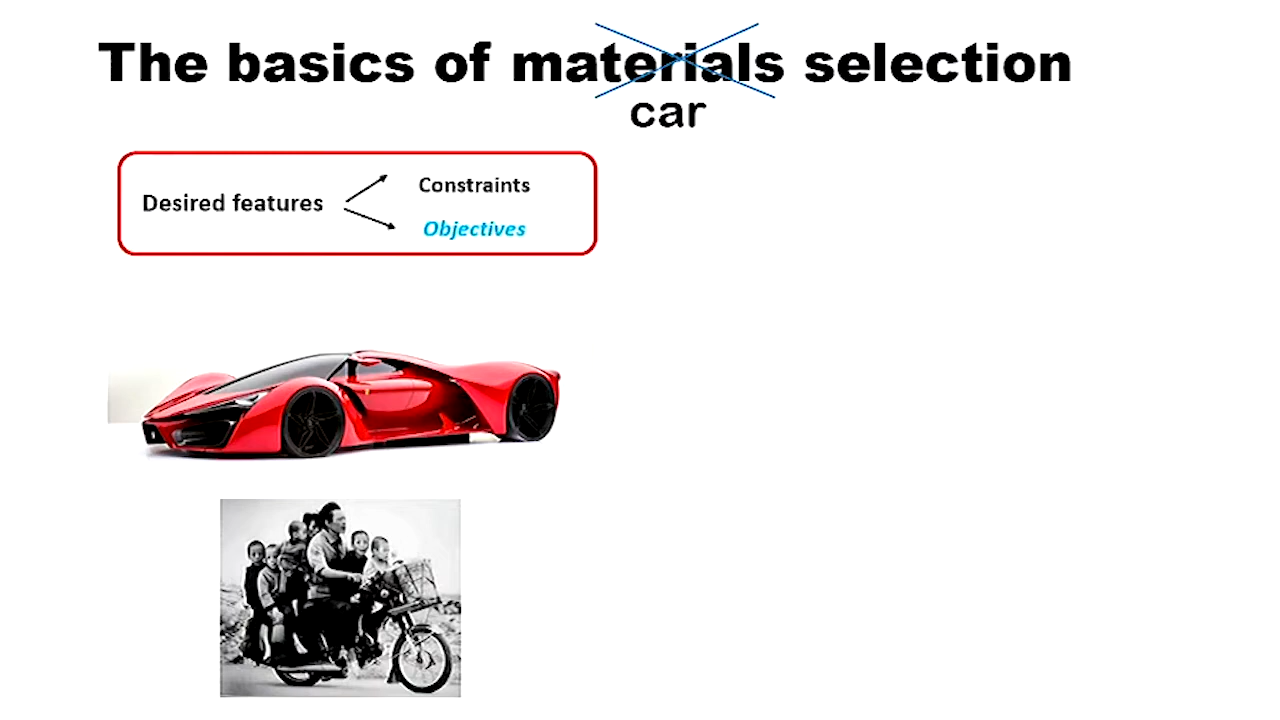 The basics of materials selection
car
Desired features
Constraints
Objectives